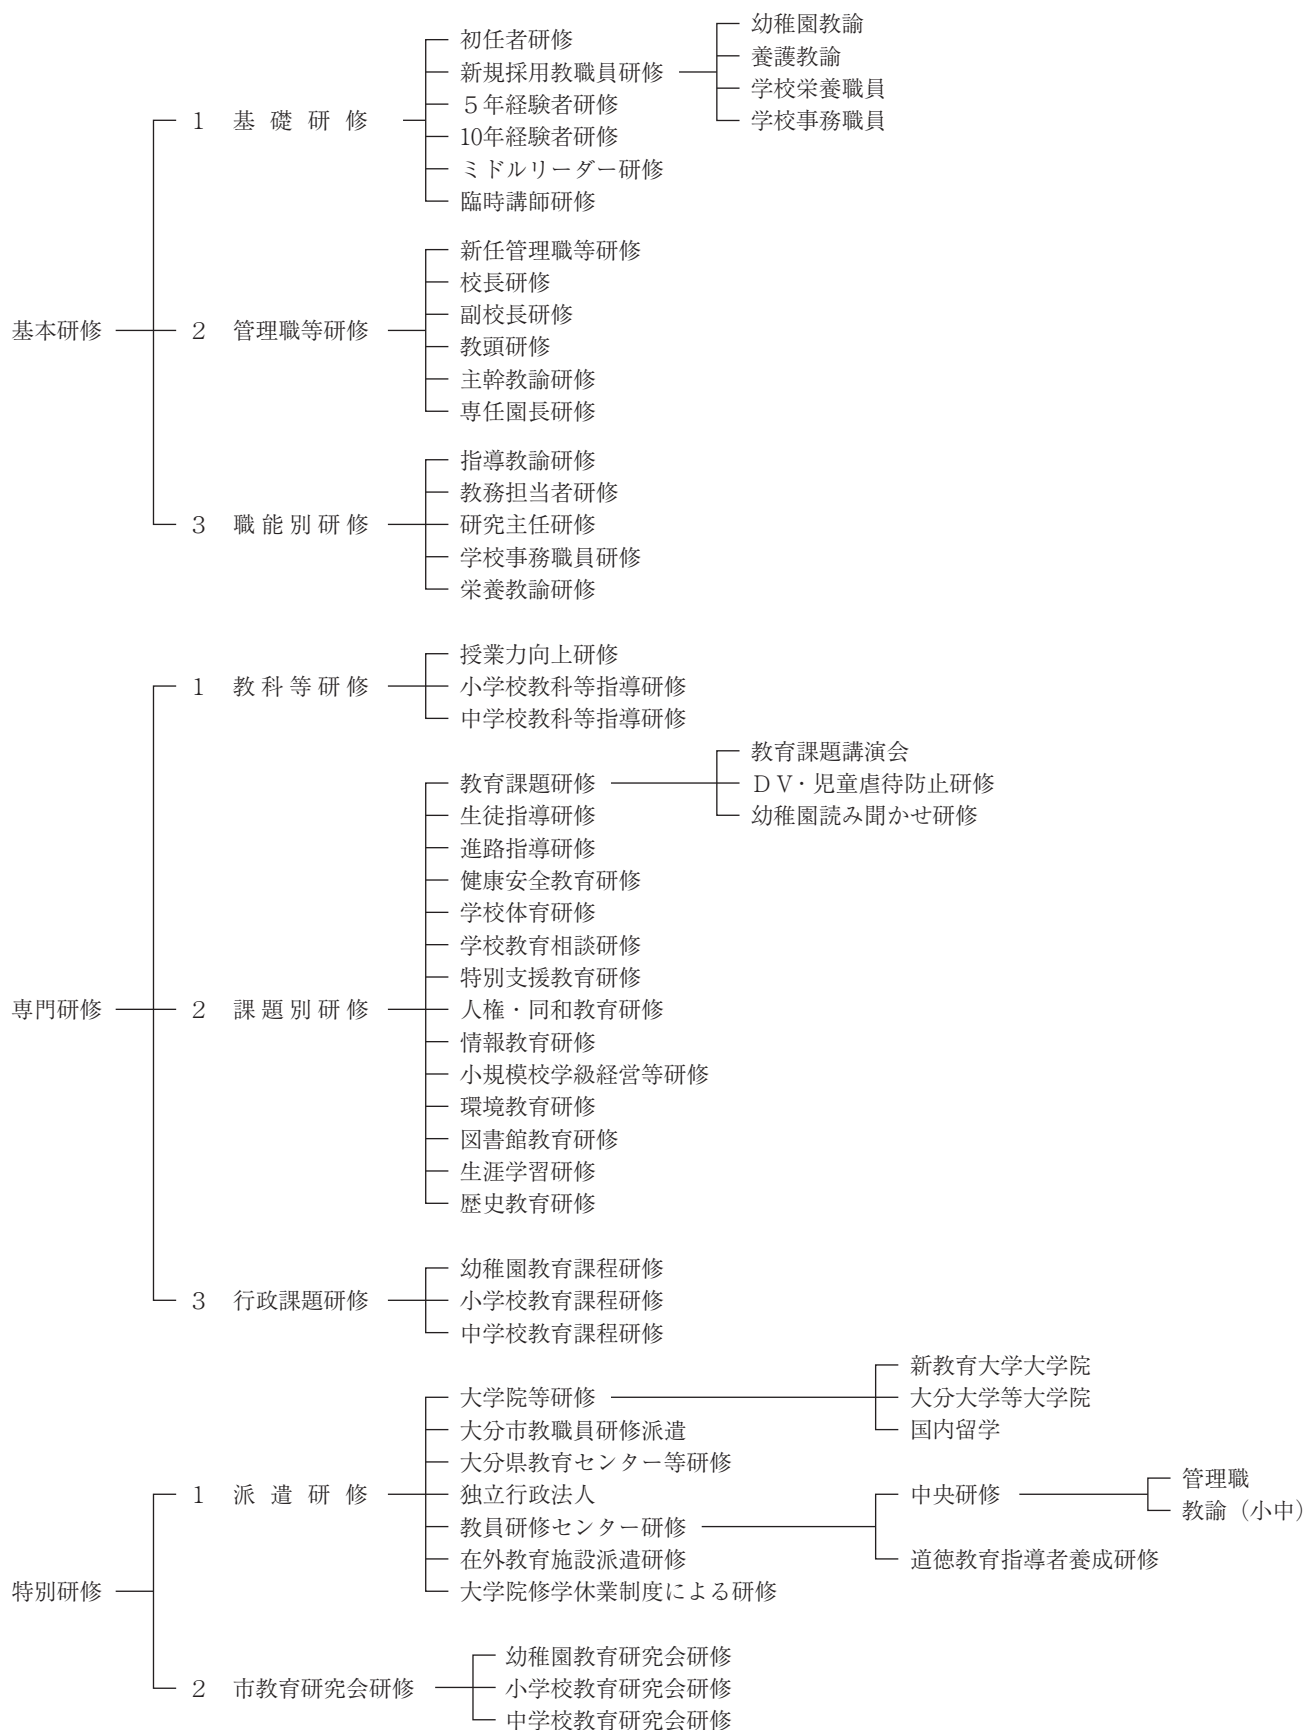 幼稚園教諭
初任者研修
養護教諭
新規採用教職員研修
学校栄養職員
５年経験者研修
1 基礎研修
学校事務職員
10年経験者研修
ミドルリーダー研修
臨時講師研修
新任管理職等研修
校長研修
副校長研修
基本研修
2 管理職等研修
教頭研修
主幹教諭研修
専任園長研修
指導教諭研修
教務担当者研修
3 職能別研修
研究主任研修
学校事務職員研修
栄養教諭研修
授業力向上研修
1 教科等研修
小学校教科等指導研修
中学校教科等指導研修
教育課題講演会
教育課題研修
ＤＶ・児童虐待防止研修
生徒指導研修
幼稚園読み聞かせ研修
進路指導研修
健康安全教育研修
学校体育研修
学校教育相談研修
特別支援教育研修
専門研修
2 課題別研修
人権・同和教育研修
情報教育研修
小規模校学級経営等研修
環境教育研修
図書館教育研修
生涯学習研修
歴史教育研修
幼稚園教育課程研修
3 行政課題研修
小学校教育課程研修
中学校教育課程研修
新教育大学大学院
大学院等研修
大分大学等大学院
大分市教職員研修派遣
国内留学
大分県教育センター等研修
管理職
1 派遣研修
独立行政法人
中央研修
教諭（小中）
教員研修センター研修
在外教育施設派遣研修
道徳教育指導者養成研修
特別研修
大学院修学休業制度による研修
幼稚園教育研究会研修
2 市教育研究会研修
小学校教育研究会研修
中学校教育研究会研修